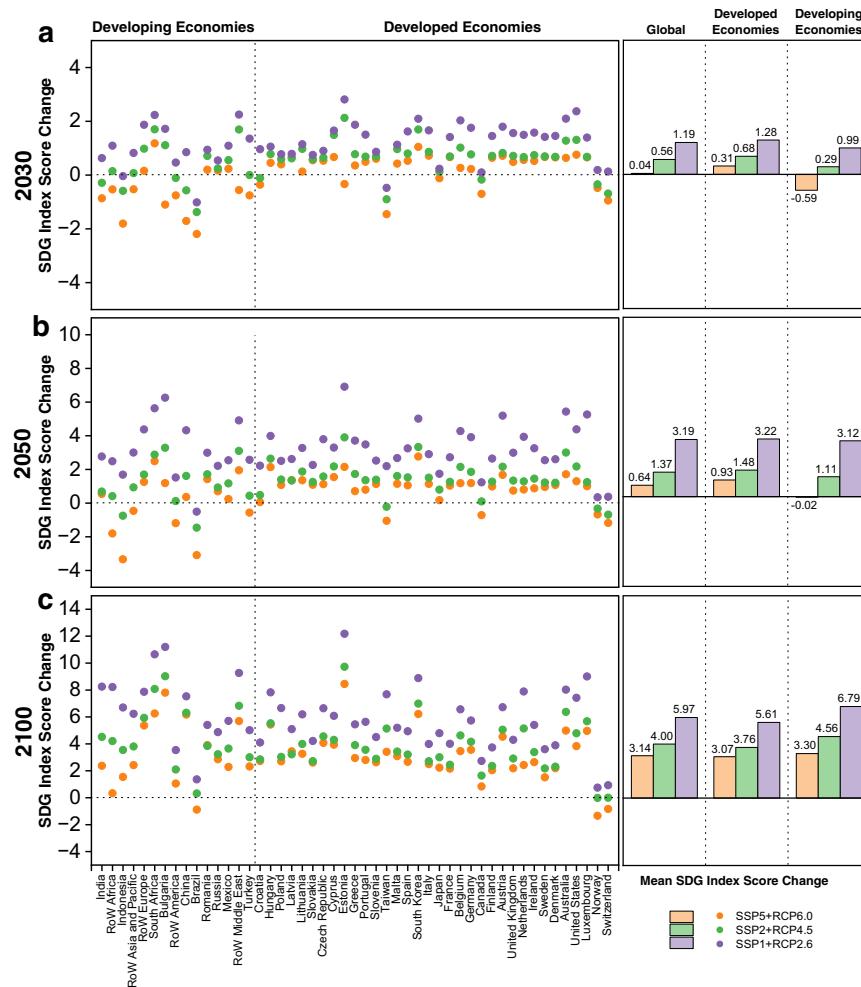 a
Developing Economies
Developed Economies
Global
Developed
Economies
Developing
Economies
2030
SDG Index Score Change
4
2
0
−2
−4
0.04
0.56
1.19
0.31
0.68
1.28
-0.59
0.29
0.99
b
2050
SDG Index Score Change
10
8
6
4
2
0
−2
−4
0.64
1.37
3.19
0.93
1.48
3.22
-0.02
1.11
3.12
c
2100
SDG Index Score Change
14
12
10
8
6
4
2
0
−2
−4
3.14
4.00
5.97
3.07
3.76
5.61
3.30
4.56
6.79
India
RoW Africa
Indonesia
RoW Asia and Pacific
RoW Europe
South Africa
Bulgaria
RoW America
China
Brazil
Romania
Russia
Mexico
RoW Middle East
Turkey
Croatia
Hungary
Poland
Latvia
Lithuania
Slovakia
Czech Republic
Cyprus
Estonia
Greece
Portugal
Slovenia
Taiwan
Malta
Spain
South Korea
Italy
Japan
France
Belgium
Germany
Canada
Finland
Austria
United Kingdom
Netherlands
Ireland
Sweden
Denmark
Australia
United States
Luxembourg
Norway
Switzerland
Mean SDG Index Score Change
SSP5+RCP6.0
SSP2+RCP4.5
SSP1+RCP2.6